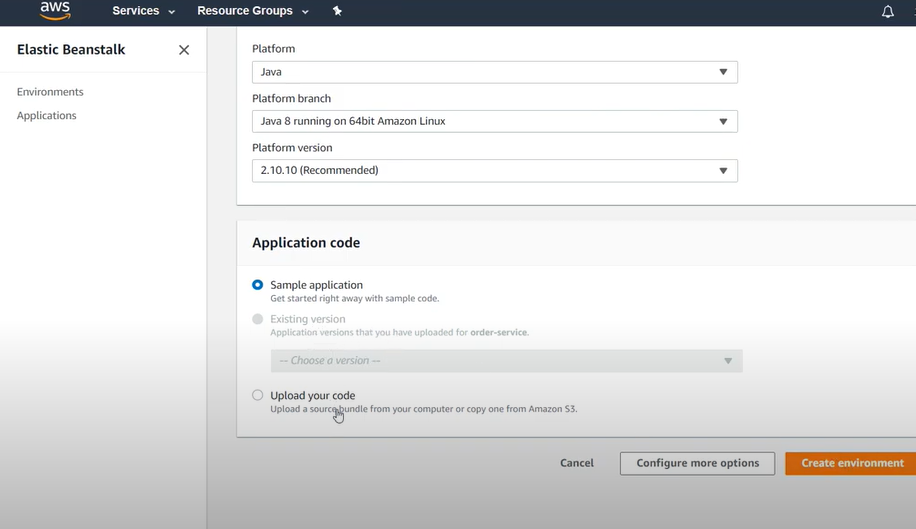 aws
Services
Resource Groups
Elastic Beanstalk
Environments
Applications
Platform
Java
Platform branch
Java 8 running on 64bit Amazon Linux
Platform version
2.10.10 (Recommended)
Application code
Sample application
Get started right away with sample code.
Existing version
Application versions that you have uploaded for order-service.
-- Choose a version --
Upload your code
Upload a source bundle from your computer or copy one from Amazon S3.
Cancel
Configure more options
Create environment